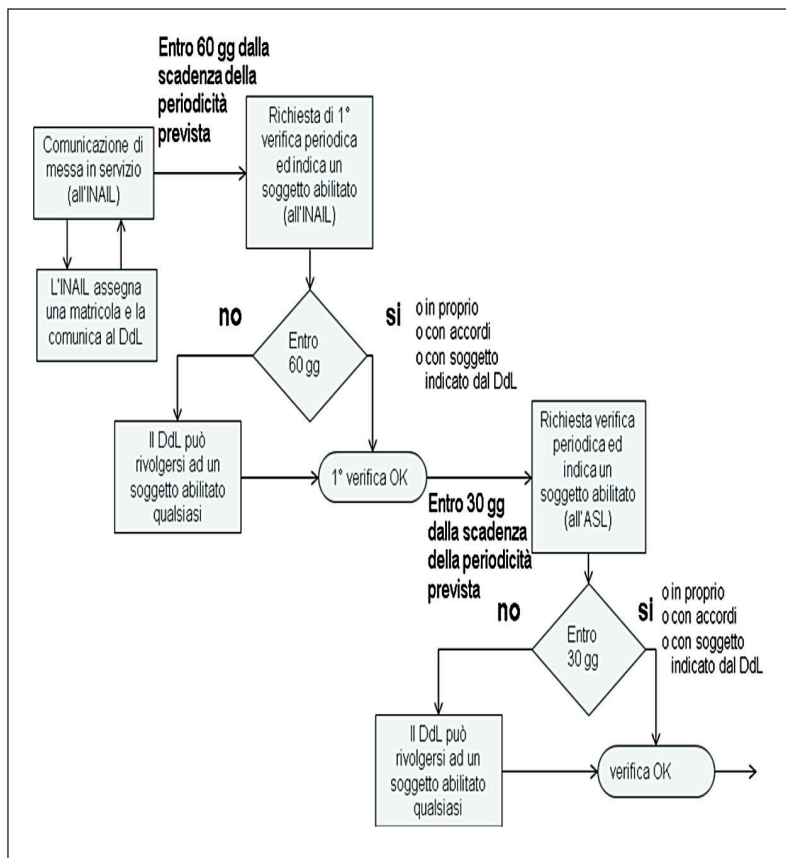 Entro 60 gg dalla
scadenza della
periodicità
prevista
Comunicazione di
messa in servizio
(all'INAIL)
Richiesta di 1°
verifica periodica
ed indica un
soggetto abilitato
(all'INAIL)
L'INAIL assegna
una matricola e la
comunica al DdL
no
Entro
60 gg
si
o in proprio
o con accordi
o con soggetto
indicato dal DdL
Il DdL può
rivolgersi ad un
soggetto abilitato
qualsiasi
1° verifica OK
Entro 30 gg
dalla scadenza
della periodicità
prevista
Richiesta verifica
periodica ed
indica un
soggetto abilitato
(all'ASL)
no
Entro
30 gg
si
o in proprio
o con accordi
o con soggetto
indicato dal DdL
Il DdL può
rivolgersi ad un
soggetto abilitato
qualsiasi
verifica OK